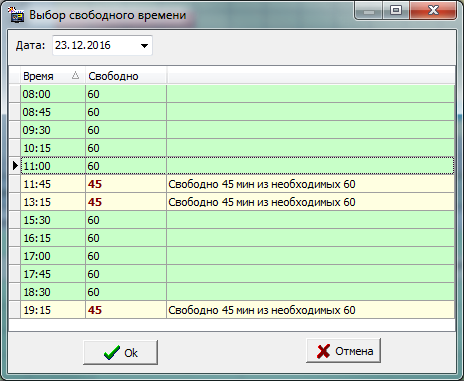 Выбор свободного времени
Дата: 23.12.2016
Время Свободно
08:00 60
08:45 60
09:30 60
10:15 60
11:00 60
11:45 45 Свободно 45 мин из необходимых 60
13:15 45 Свободно 45 мин из необходимых 60
15:30 60
16:15 60
17:00 60
17:45 60
18:30 60
19:15 45 Свободно 45 мин из необходимых 60
Ok Отмена